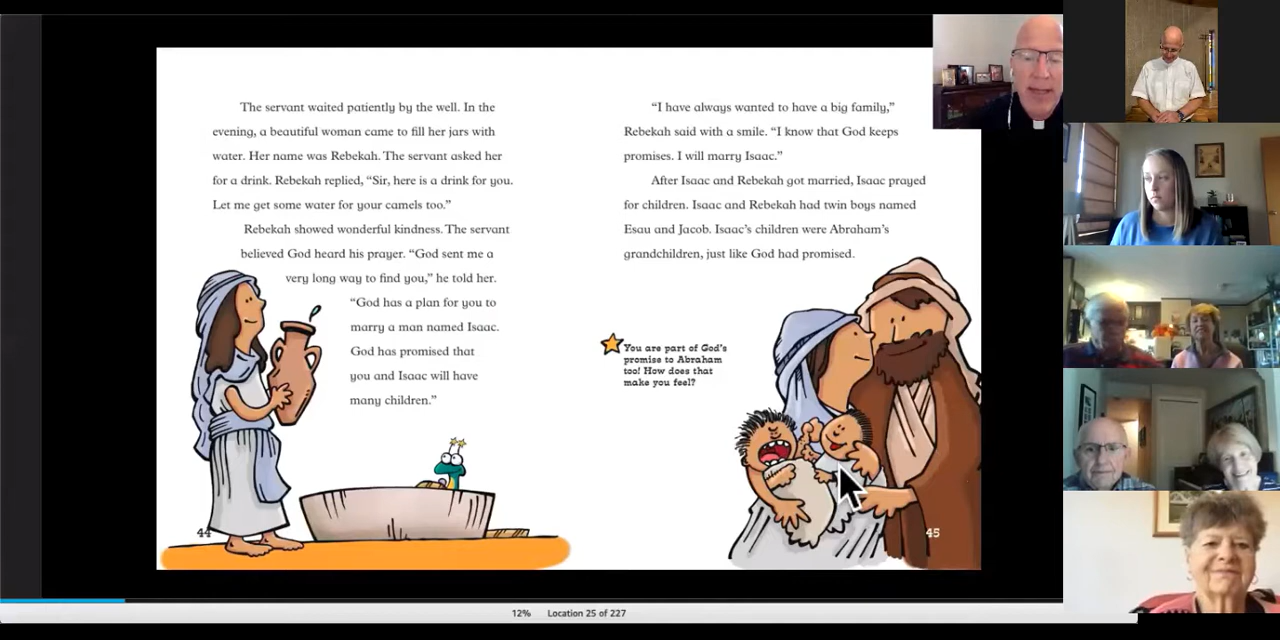 The servant waited patiently by the well. In the
evening, a beautiful woman came to fill her jars with
water. Her name was Rebekah. The servant asked her
for a drink. Rebekah replied, “Sir, here is a drink for you.
Let me get some water for your camels too.”
Rebekah showed wonderful kindness. The servant
believed God heard his prayer. “God sent me a
very long way to find you,” he told her.
“God has a plan for you to
marry a man named Isaac.
God has promised that
you and Isaac will have
many children.”
44
“I have always wanted to have a big family,”
Rebekah said with a smile. “I know that God keeps
promises. I will marry Isaac.”
After Isaac and Rebekah got married, Isaac prayed
for children. Isaac and Rebekah had twin boys named
Esau and Jacob. Isaac’s children were Abraham’s
grandchildren, just like God had promised.
You are part of God’s
promise to Abraham
too! How does that
make you feel?
45
12% Location 25 of 227